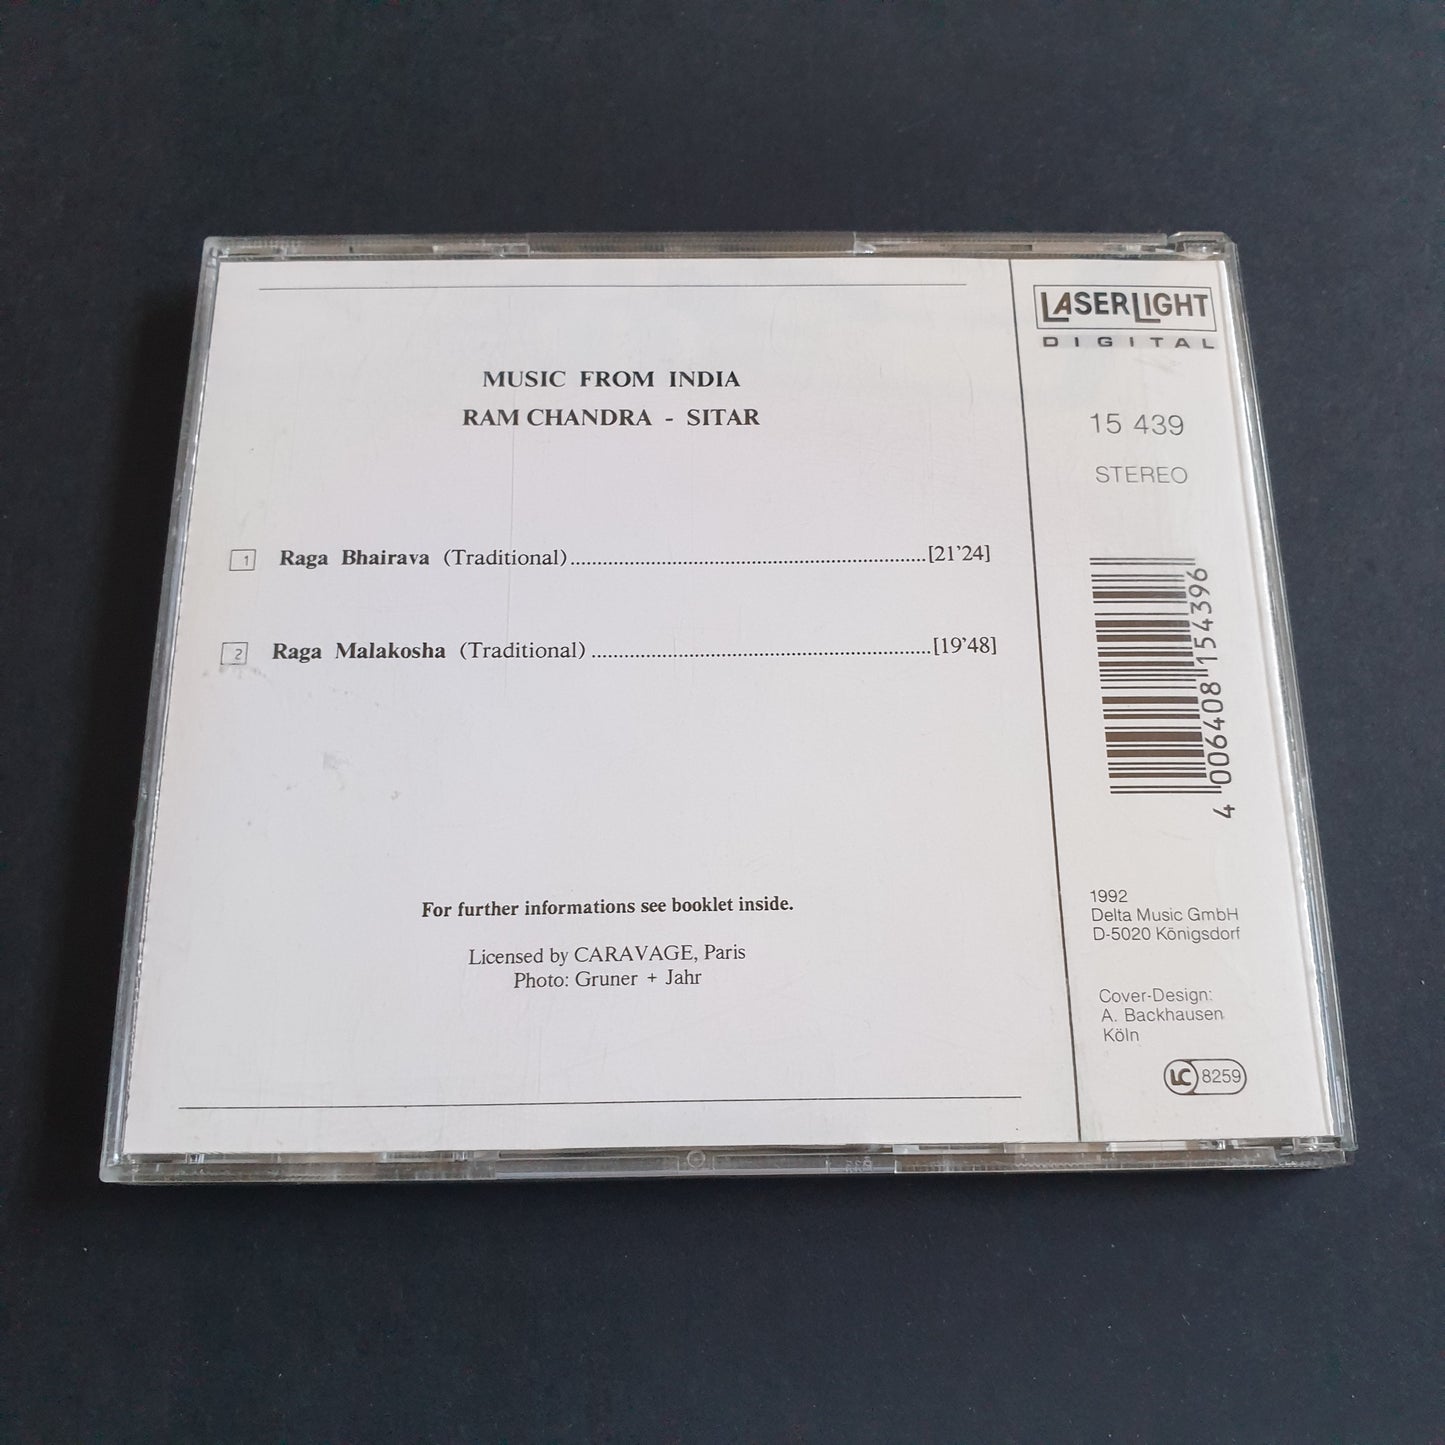 MUSIC FROM INDIA
RAM CHANDRA - SITAR
1 Raga Bhairava (Traditional)..........[21'24]
2 Raga Malakosha (Traditional)..........[19'48]
For further informations see booklet inside.
Licensed by CARAVAGE, Paris
Photo: Gruner + Jahr
LASERLIGHT
DIGITAL
15 439
STEREO
4 006408 154396
1992
Delta Music GmbH
D-5020 Königsdorf
Cover-Design:
A. Backhausen
Köln
LC 8259